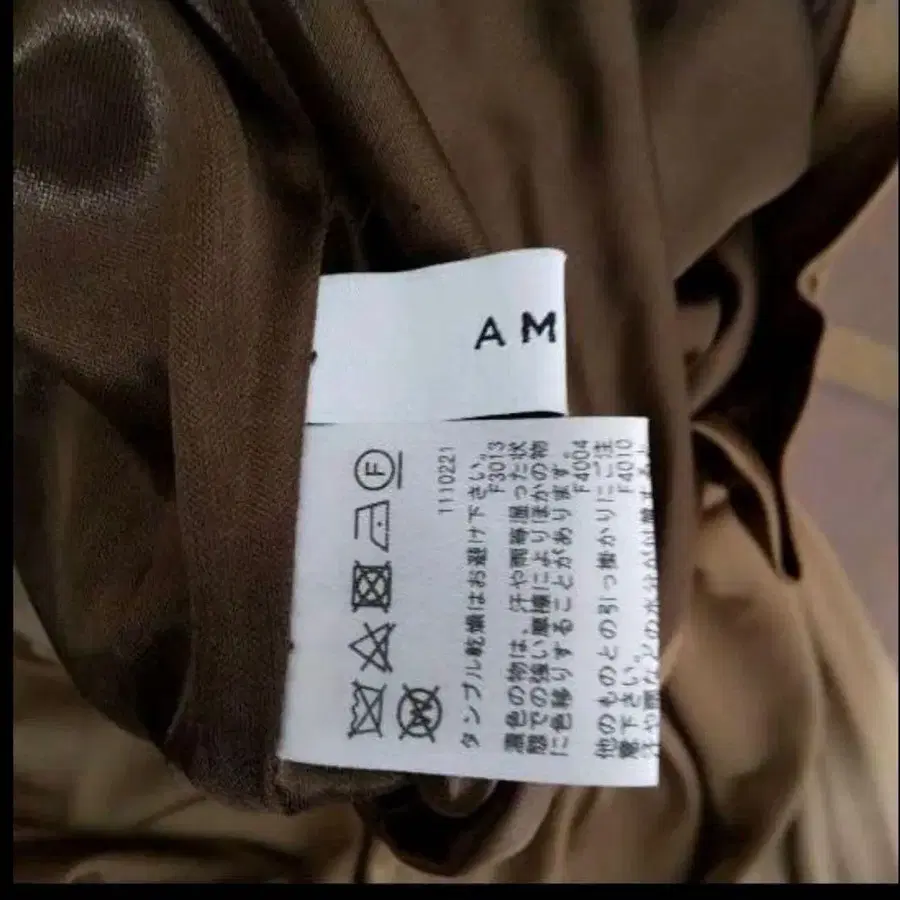 AM
F
W
1110221
タンブル乾燥はお避け下さい。
F3013
濃色の物は、汗や雨等湿った状
態での強い摩擦によりほかの物
に色移りすることがあります。
F4004
他のものとの引っ掛かりにご注
意下さい。
F4010